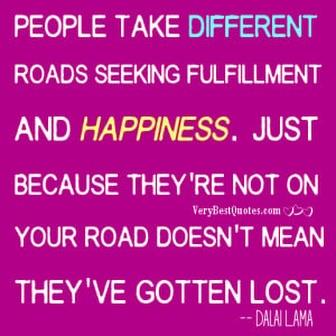 PEOPLE TAKE DIFFERENT
ROADS SEEKING FULFILLMENT
AND HAPPINESS. JUST
BECAUSE THEY'RE NOT ON
VeryBestQuotes.com
YOUR ROAD DOESN'T MEAN
THEY'VE GOTTEN LOST.
-- DALAI LAMA